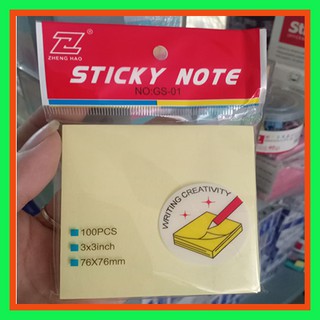 ZHENG HAO
STICKY NOTE
NO:GS-01
WRITING CREATIVITY
100PCS
3x3inch
76X76mm